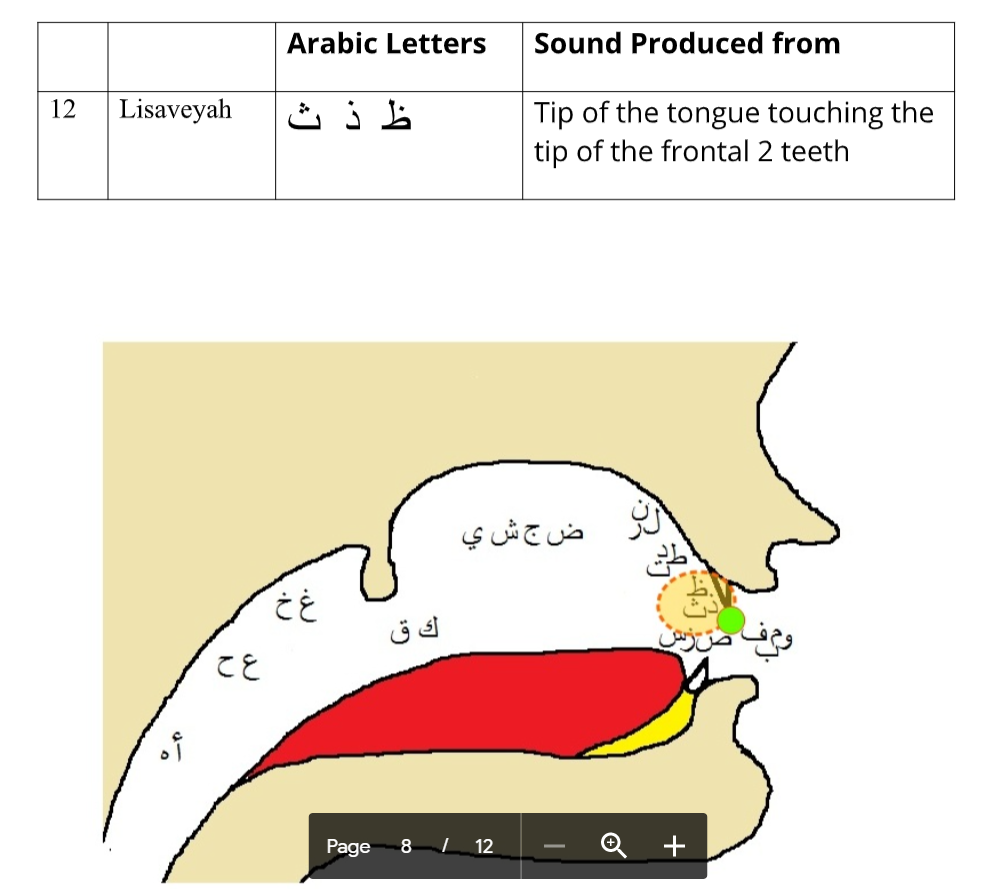 Arabic Letters
Sound Produced from
12
Lisaveyah
ظ ذ ث
Tip of the tongue touching the
tip of the frontal 2 teeth
ض ج ش ي
ن
ل ر
ط د
ت
ظ
ذ ث
ص ز س
و م ف
ب
ك ق
غ خ
ع ح
أ ه
Page 8 / 12